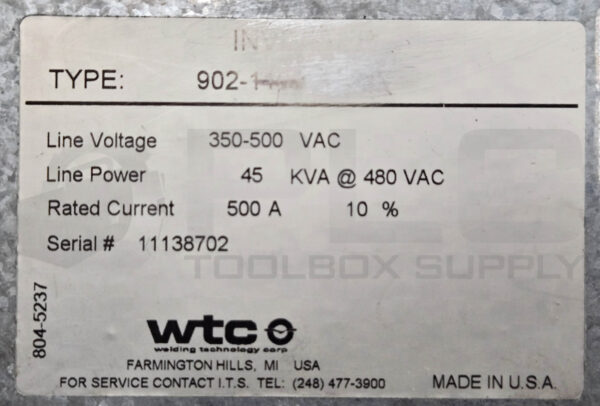 TYPE:
Line Voltage 350-500 VAC
Line Power 45 KVA @ 480 VAC
Rated Current 500 A 10 %
Serial # 11138702
PLC
TOOLBOX SUPPLY
804-5237
wtc
welding technology corp
FARMINGTON HILLS, MI USA
FOR SERVICE CONTACT I.T.S. TEL: (248) 477-3900
MADE IN U.S.A.